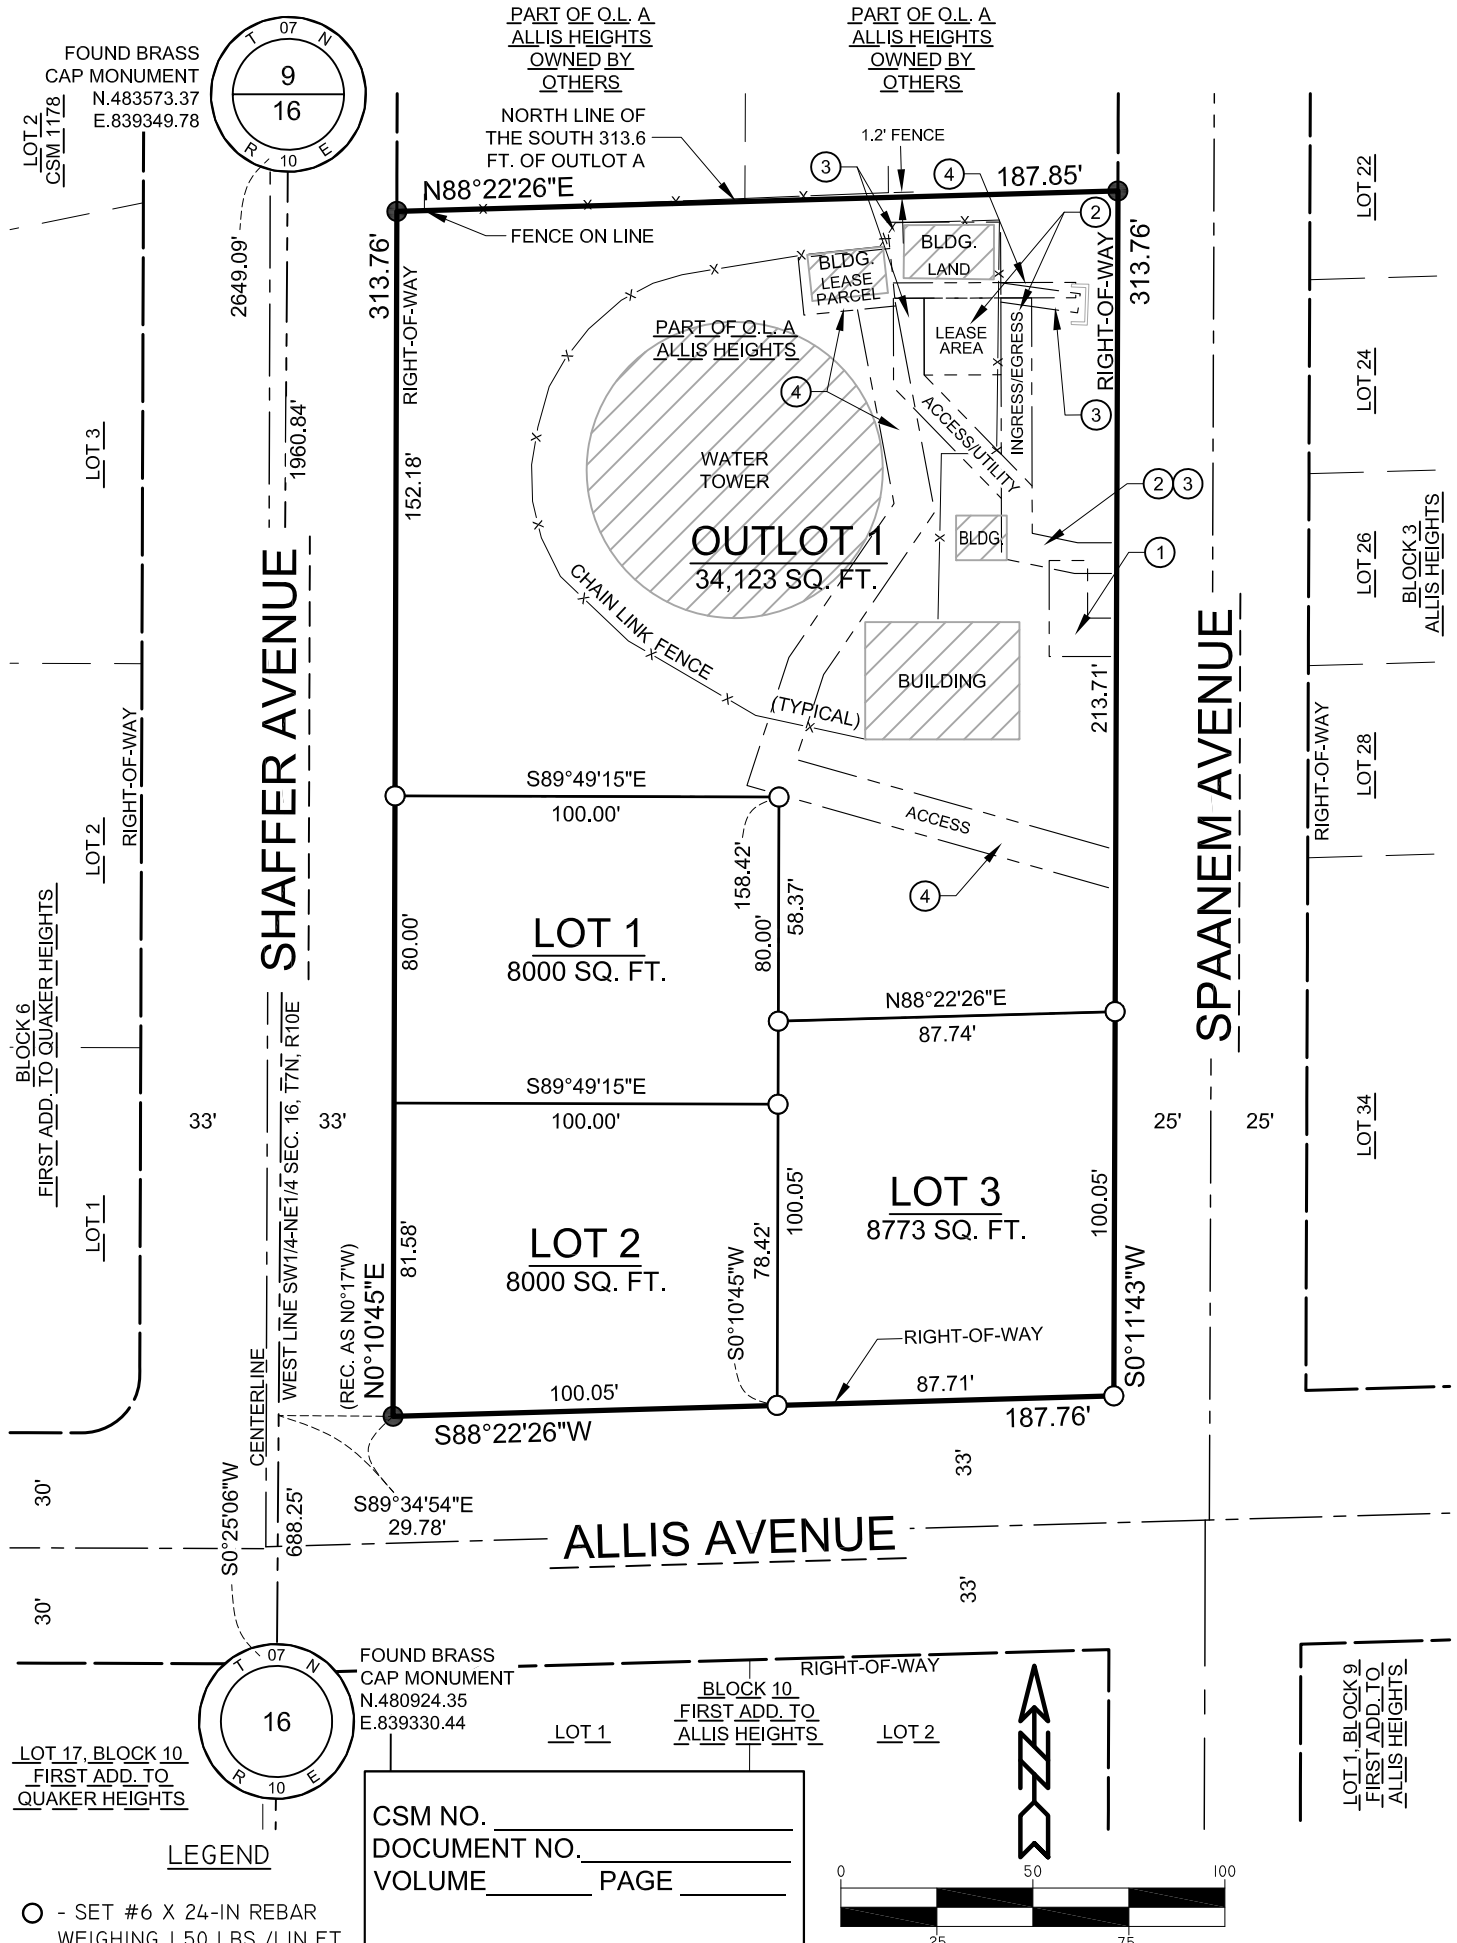 PART OF O.L. A
ALLIS HEIGHTS
OWNED BY
OTHERS
PART OF O.L. A
ALLIS HEIGHTS
OWNED BY
OTHERS
FOUND BRASS
CAP MONUMENT
N.483573.37
E.839349.78
T 07 N
9
16
R 10 E
LOT 2
CSM 1178
NORTH LINE OF
THE SOUTH 313.6
FT. OF OUTLOT A
1.2' FENCE
3
4
187.85'
N88°22'26"E
2
FENCE ON LINE
2649.09'
313.76'
RIGHT-OF-WAY
BLDG.
LAND
BLDG.
LEASE
PARCEL
313.76'
RIGHT-OF-WAY
LOT 22
PART OF O.L. A
ALLIS HEIGHTS
LEASE
AREA
INGRESS/EGRESS
4
3
ACCESS/UTILITY
LOT 24
LOT 3
1960.84'
152.18'
WATER
TOWER
2 3
OUTLOT 1
34,123 SQ. FT.
BLDG.
1
LOT 26
BLOCK 3
ALLIS HEIGHTS
CHAIN LINK FENCE
(TYPICAL)
BUILDING
213.71'
SHAFFER AVENUE
SPAANEM AVENUE
RIGHT-OF-WAY
RIGHT-OF-WAY
LOT 28
S89°49'15"E
100.00'
ACCESS
LOT 2
158.42'
58.37'
4
LOT 1
8000 SQ. FT.
80.00'
80.00'
BLOCK 6
FIRST ADD. TO QUAKER HEIGHTS
N88°22'26"E
87.74'
WEST LINE SW1/4-NE1/4 SEC. 16, T7N, R10E
S89°49'15"E
100.00'
33'
33'
25'
25'
LOT 34
LOT 1
LOT 3
8773 SQ. FT.
100.05'
100.05'
LOT 2
8000 SQ. FT.
81.58'
78.42'
S0°10'45"W
(REC. AS N0°17'W)
N0°10'45"E
S0°11'43"W
RIGHT-OF-WAY
CENTERLINE
100.05'
87.71'
S88°22'26"W
187.76'
33'
30'
S0°25'06"W
688.25'
S89°34'54"E
29.78'
ALLIS AVENUE
30'
33'
T 07 N
16
R 10 E
FOUND BRASS
CAP MONUMENT
N.480924.35
E.839330.44
RIGHT-OF-WAY
BLOCK 10
FIRST ADD. TO
ALLIS HEIGHTS
LOT 1
LOT 2
N
LOT 1, BLOCK 9
FIRST ADD. TO
ALLIS HEIGHTS
LOT 17, BLOCK 10
FIRST ADD. TO
QUAKER HEIGHTS
CSM NO.
DOCUMENT NO.
VOLUME PAGE
LEGEND
- SET #6 X 24-IN REBAR
WEIGHING 1.50 LBS./LIN.FT.
0 50 100
25 75